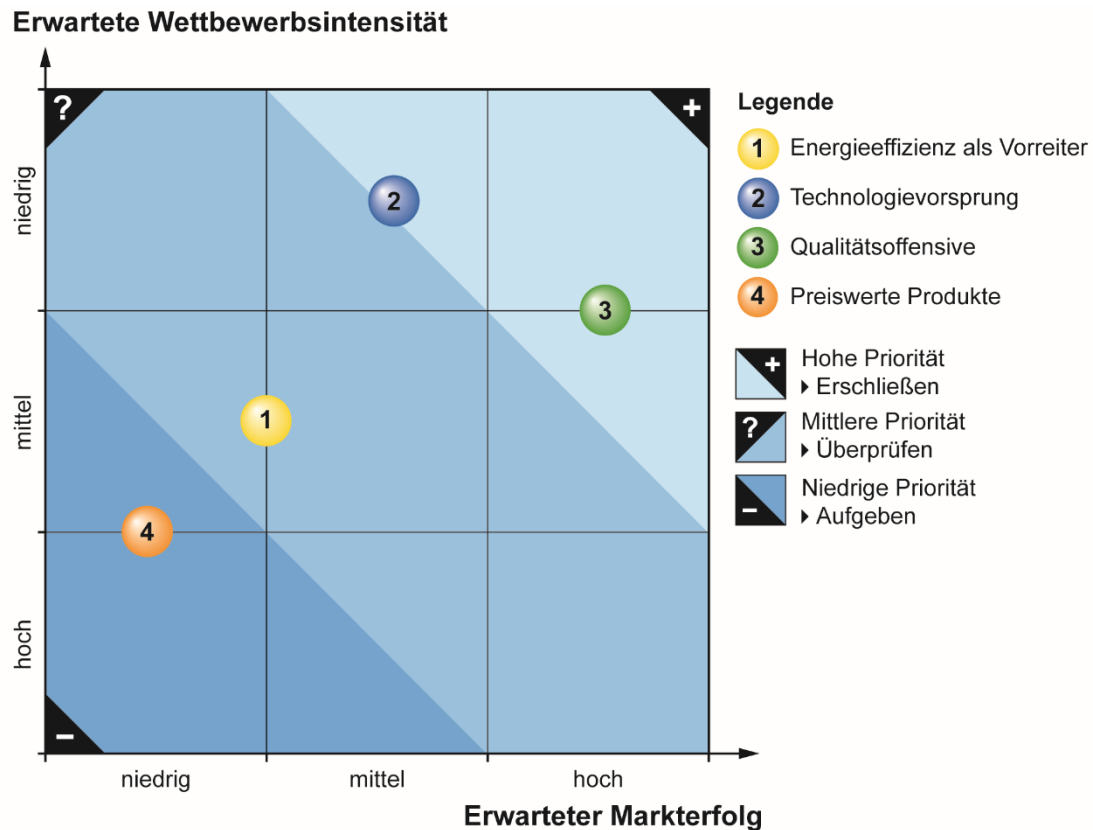 Erwartete Wettbewerbsintensität
?
+
niedrig
mittel
hoch
2
3
1
4
–
niedrig
mittel
hoch
Erwarteter Markterfolg
Legende
1 Energieeffizienz als Vorreiter
2 Technologievorsprung
3 Qualitätsoffensive
4 Preiswerte Produkte
+ Hohe Priorität
▸ Erschließen
? Mittlere Priorität
▸ Überprüfen
– Niedrige Priorität
▸ Aufgeben